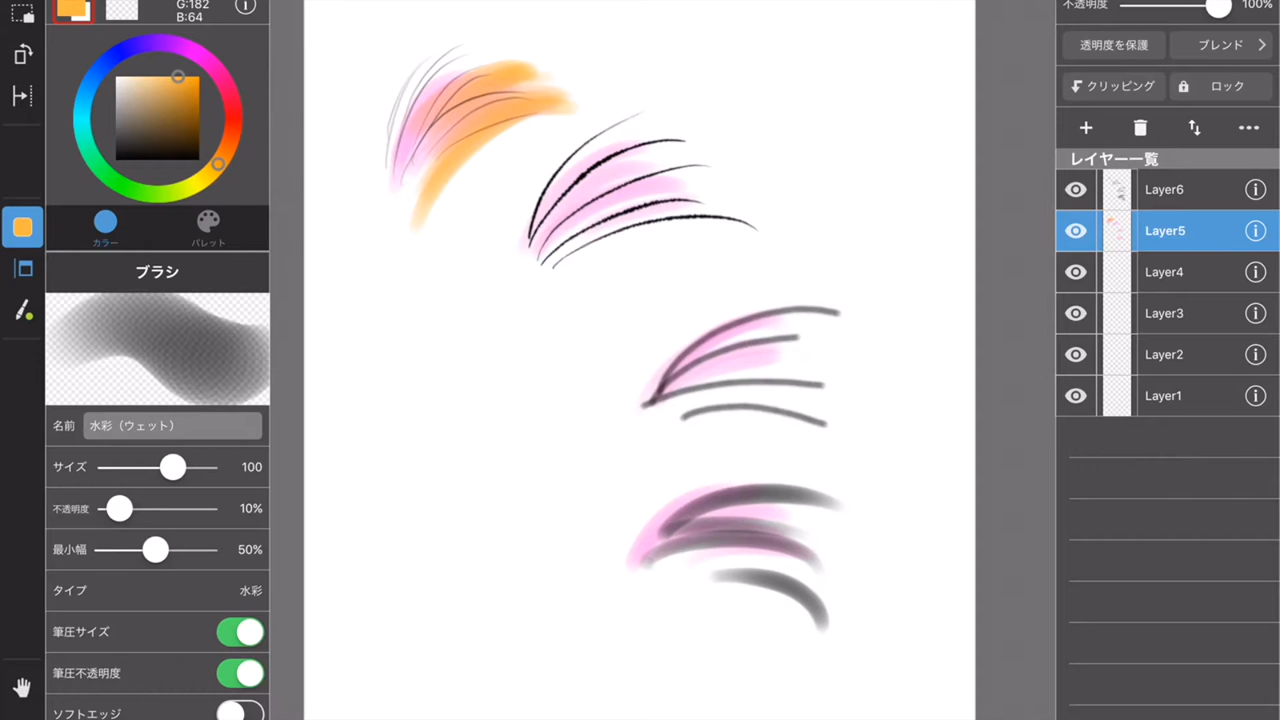 G:182
B:64
カラー
パレット
ブラシ
名前 水彩（ウェット）
サイズ 100
不透明度 10%
最小幅 50%
タイプ 水彩
筆圧サイズ
筆圧不透明度
ソフトエッジ
不透明度 100%
透明度を保護
ブレンド
クリッピング
ロック
レイヤー一覧
Layer6
Layer5
Layer4
Layer3
Layer2
Layer1